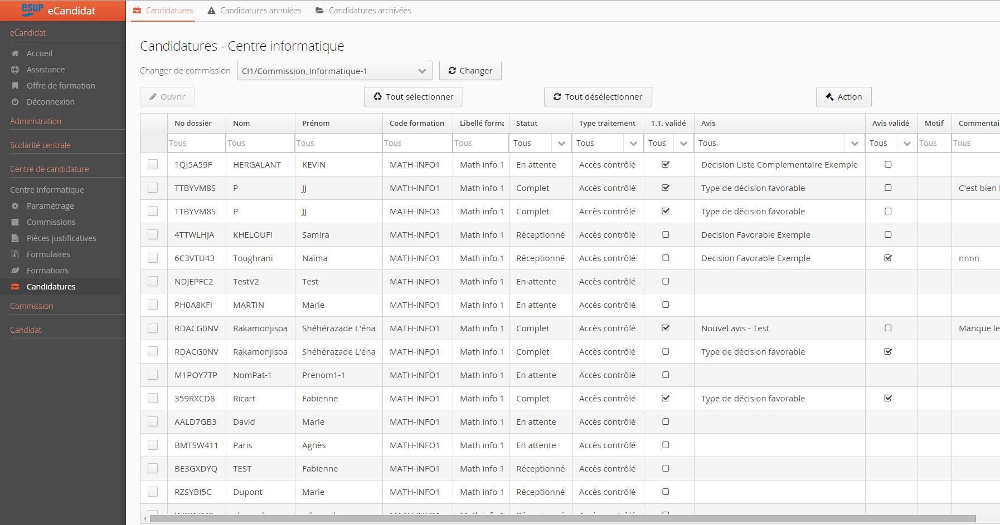 esup eCandidat
eCandidat
Accueil
Assistance
Offre de formation
Déconnexion
Administration
Scolarité centrale
Centre de candidature
Centre informatique
Paramétrage
Commissions
Pièces justificatives
Formulaires
Formations
Candidatures
Commission
Candidat
Candidatures Candidatures annulées Candidatures archivées
Candidatures - Centre informatique
Changer de commission CI1/Commission_Informatique-1 Changer
Ouvrir Tout sélectionner Tout désélectionner Action
No dossier Nom Prénom Code formation Libellé forma Statut Type traitement T.T. validé Avis Avis validé Motif Commentai
Tous Tous Tous Tous Tous Tous Tous Tous Tous Tous Tous Tous
1QJ5A59F HERGALANT KEVIN MATH-INFO1 Math info 1 En attente Accès contrôlé Decision Liste Complementaire Exemple
TTBYVM8S P JJ MATH-INFO1 Math info 1 Complet Accès contrôlé Type de décision favorable C'est bien !
TTBYVM8S P JJ MATH-INFO1 Math info 1 Complet Accès contrôlé Type de décision favorable
4TTWLHJA KHELOUFI Samira MATH-INFO1 Math info 1 Réceptionné Accès contrôlé Decision Favorable Exemple
6C3VTU43 Toughrani Naïma MATH-INFO1 Math info 1 Réceptionné Accès contrôlé Decision Favorable Exemple nnnn
NDJEPFC2 TestV2 Test MATH-INFO1 Math info 1 En attente Accès contrôlé
PH0A8KFI MARTIN Marie MATH-INFO1 Math info 1 En attente Accès contrôlé
RDACG0NV Rakamonjisoa Shéhérazade L'éna MATH-INFO1 Math info 1 Complet Accès contrôlé Nouvel avis - Test Manque le
RDACG0NV Rakamonjisoa Shéhérazade L'éna MATH-INFO1 Math info 1 Complet Accès contrôlé Type de décision favorable
M1POY7TP NomPat-1 Prenom1-1 MATH-INFO1 Math info 1 En attente Accès contrôlé
359RXCD8 Ricart Fabienne MATH-INFO1 Math info 1 Complet Accès contrôlé Type de décision favorable
AALD7GB3 David Marie MATH-INFO1 Math info 1 En attente Accès contrôlé
BMTSW411 Paris Agnès MATH-INFO1 Math info 1 En attente Accès contrôlé
BE3GXDYQ TEST Fabienne MATH-INFO1 Math info 1 Réceptionné Accès contrôlé
RZSYBI5C Dupont Marie MATH-INFO1 Math info 1 Réceptionné Accès contrôlé
MATH-INFO1 Math info 1 Réceptionné Accès contrôlé